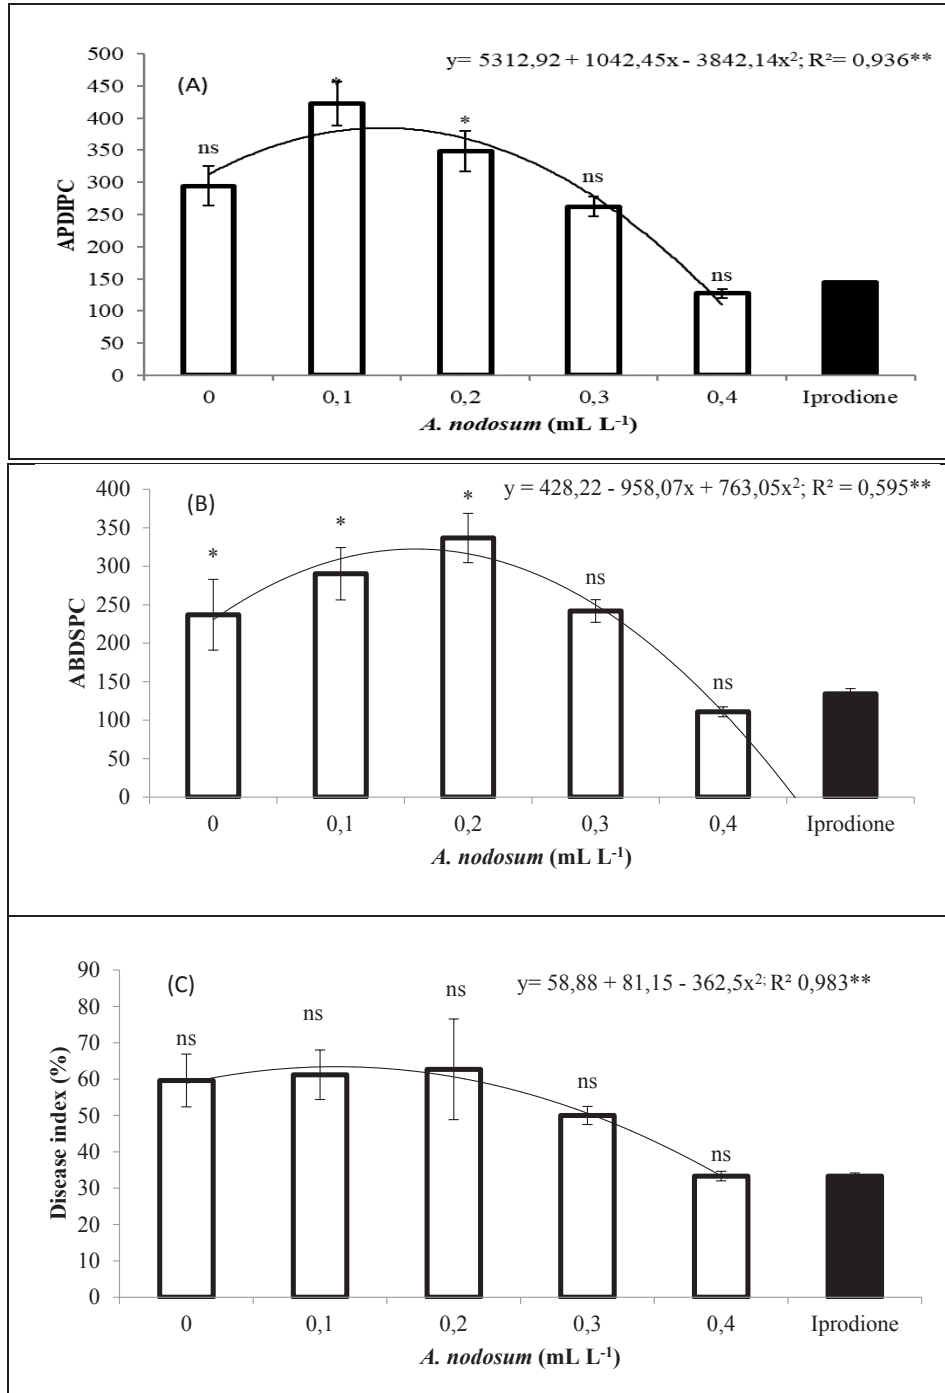 y= 5312,92 + 1042,45x - 3842,14x²; R²= 0,936**
(A)
APDIPC
500
450
400
350
300
250
200
150
100
50
0
ns
*
*
ns
ns
0 0,1 0,2 0,3 0,4 Iprodione
A. nodosum (mL L⁻¹)
y = 428,22 - 958,07x + 763,05x²; R² = 0,595**
(B)
ABDSPC
400
350
300
250
200
150
100
50
0
*
*
*
ns
ns
0 0,1 0,2 0,3 0,4 Iprodione
A. nodosum (mL L⁻¹)
y= 58,88 + 81,15 - 362,5x²; R² 0,983**
(C)
Disease index (%)
90
80
70
60
50
40
30
20
10
0
ns
ns
ns
ns
ns
0 0,1 0,2 0,3 0,4 Iprodione
A. nodosum (mL L⁻¹)